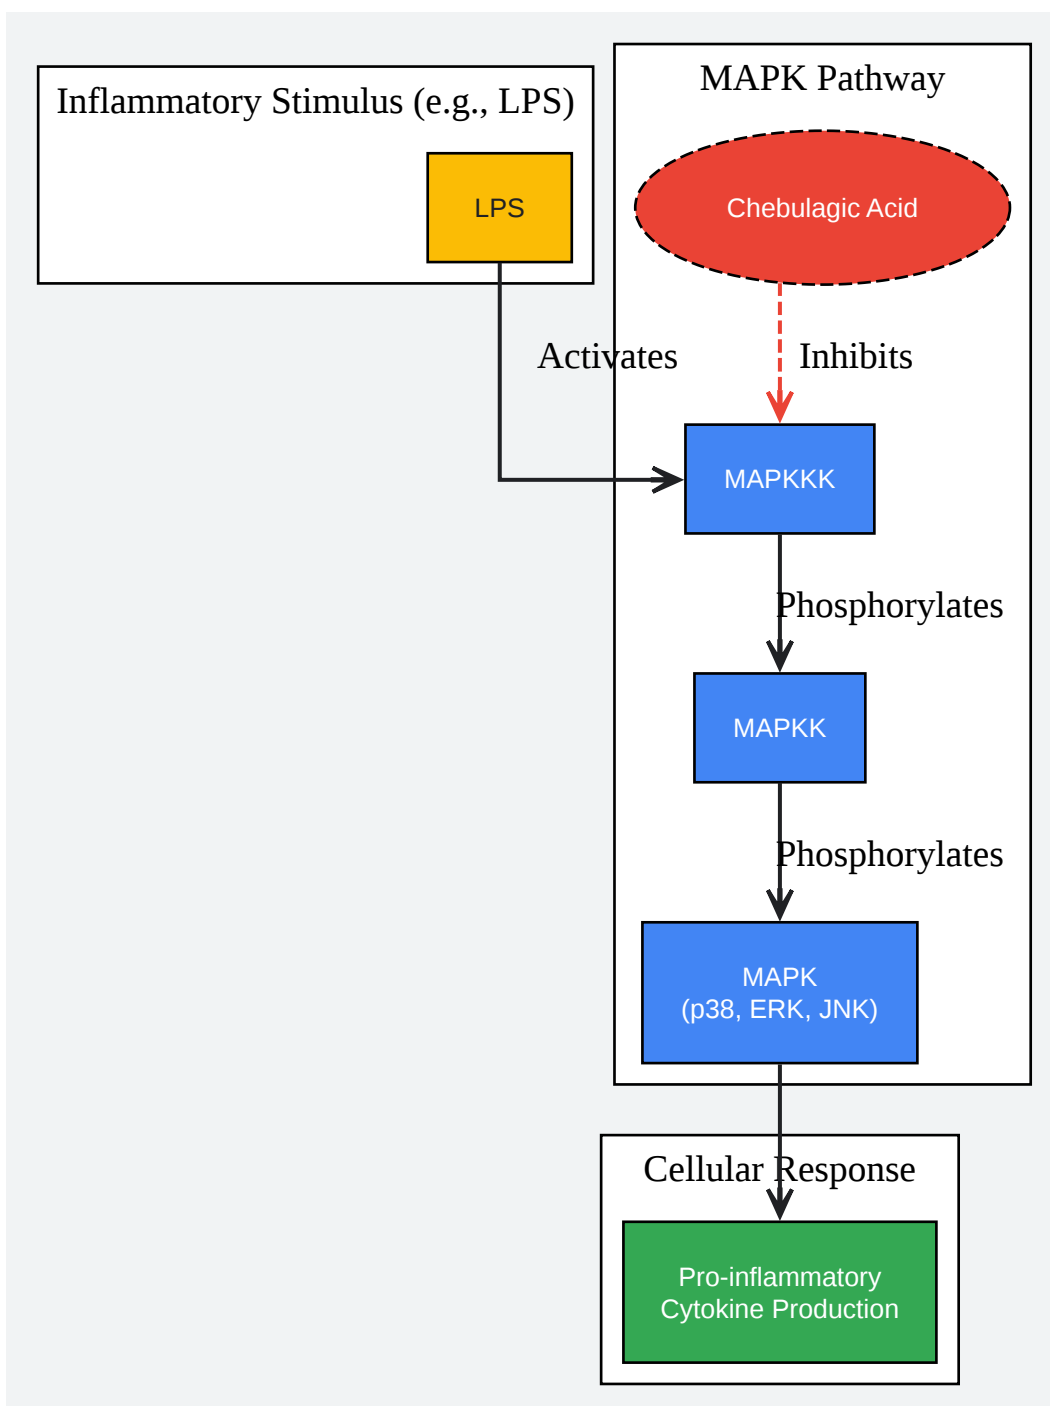 Inflammatory Stimulus (e.g., LPS)
LPS
MAPK Pathway
Chebulagic Acid
Activates
Inhibits
MAPKKK
Phosphorylates
MAPKK
Phosphorylates
MAPK
(p38, ERK, JNK)
Cellular Response
Pro-inflammatory
Cytokine Production